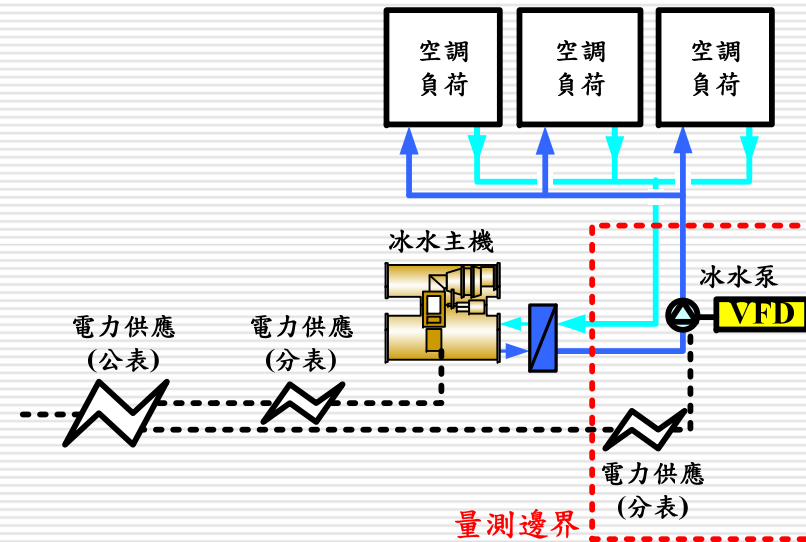 空調
負荷
空調
負荷
空調
負荷
冰水主機
冰水泵
VFD
電力供應
(公表)
電力供應
(分表)
電力供應
(分表)
量測邊界